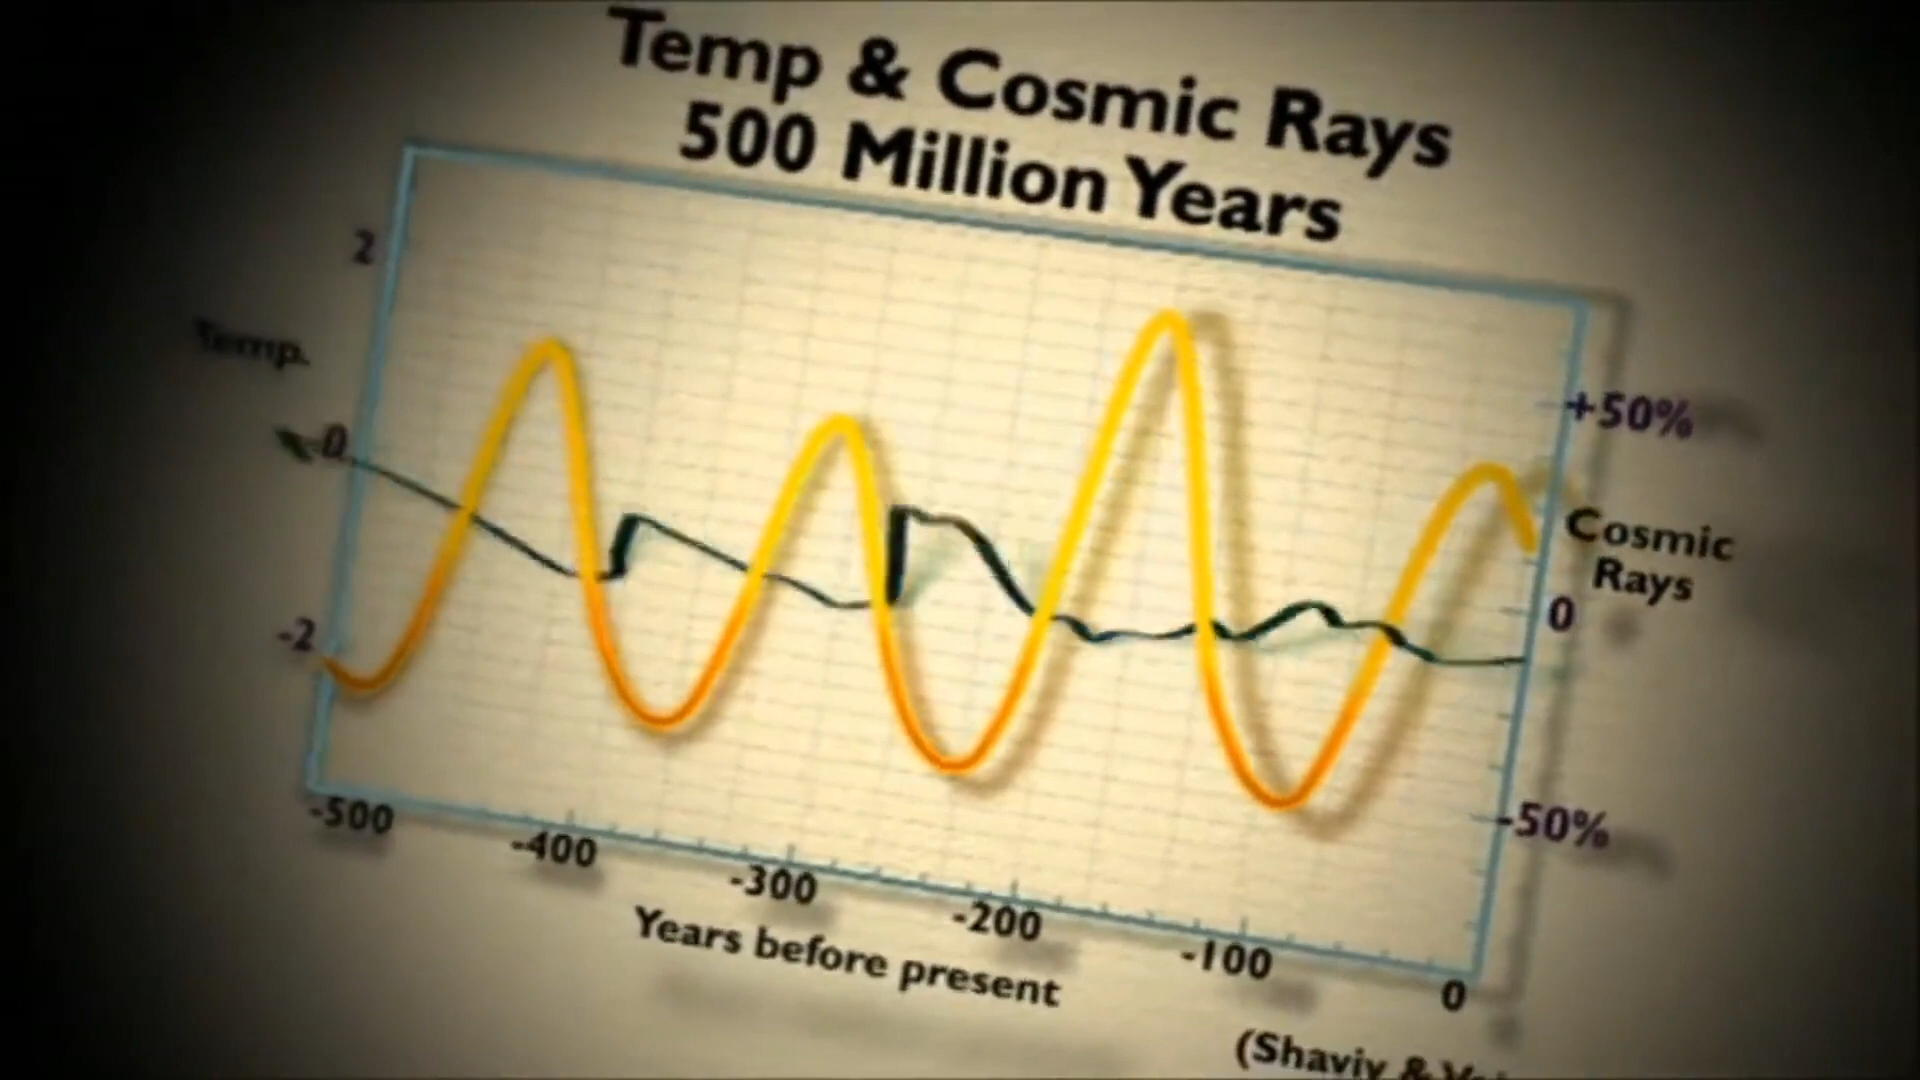 Temp & Cosmic Rays
500 Million Years
2
Temp.
0
-2
+50%
Cosmic
Rays
0
-50%
-500
-400
-300
-200
-100
0
Years before present
(Shaviv &